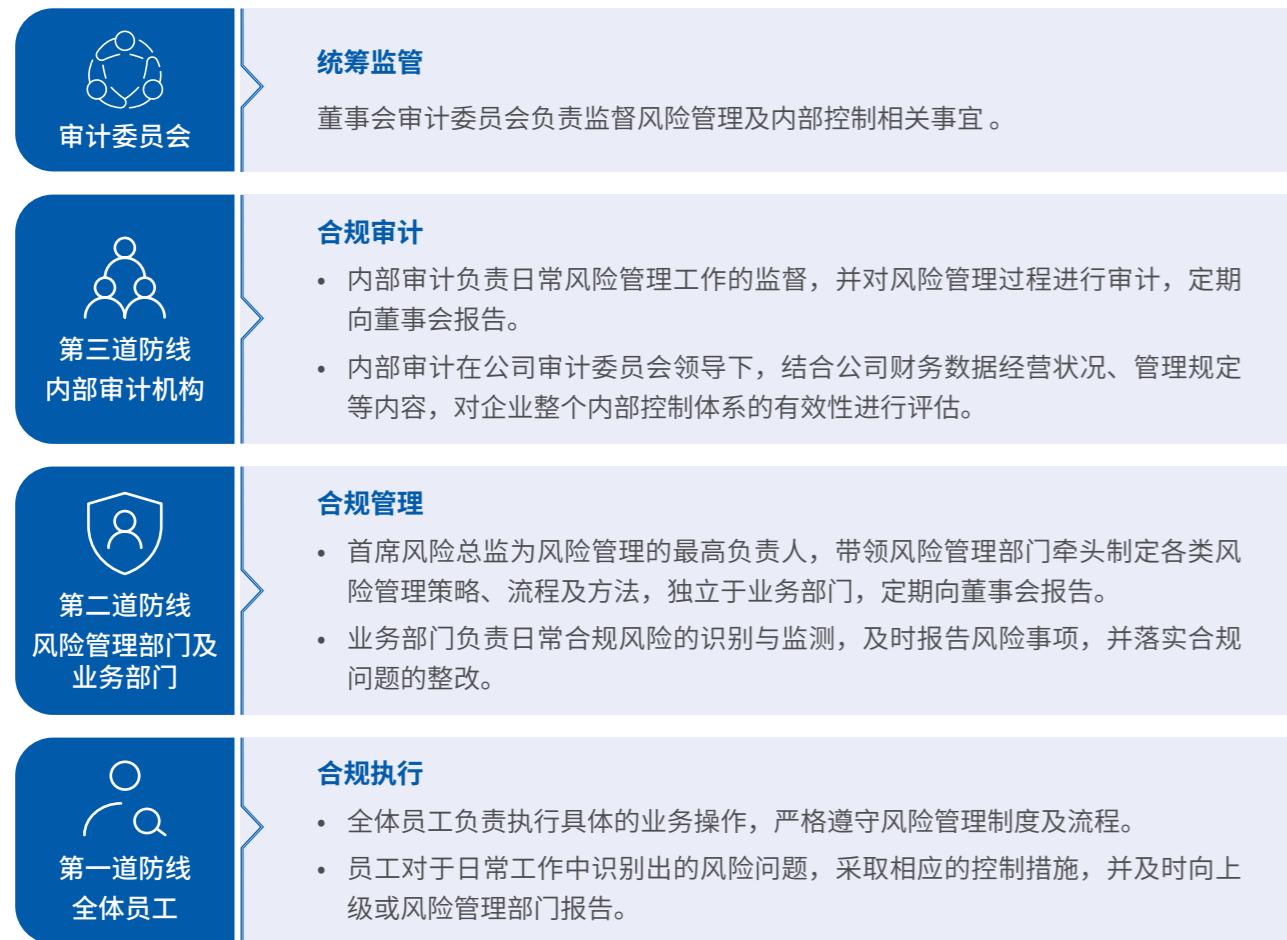 审计委员会
统筹监管
董事会审计委员会负责监督风险管理及内部控制相关事宜。
第三道防线
内部审计机构
合规审计
• 内部审计负责日常风险管理工作的监督，并对风险管理过程进行审计，定期
向董事会报告。
• 内部审计在公司审计委员会领导下，结合公司财务数据经营状况、管理规定
等内容，对企业整个内部控制体系的有效性进行评估。
第二道防线
风险管理部门及
业务部门
合规管理
• 首席风险总监为风险管理的最高负责人，带领风险管理部门牵头制定各类风
险管理策略、流程及方法，独立于业务部门，定期向董事会报告。
• 业务部门负责日常合规风险的识别与监测，及时报告风险事项，并落实合规
问题的整改。
第一道防线
全体员工
合规执行
• 全体员工负责执行具体的业务操作，严格遵守风险管理制度及流程。
• 员工对于日常工作中识别出的风险问题，采取相应的控制措施，并及时向上
级或风险管理部门报告。